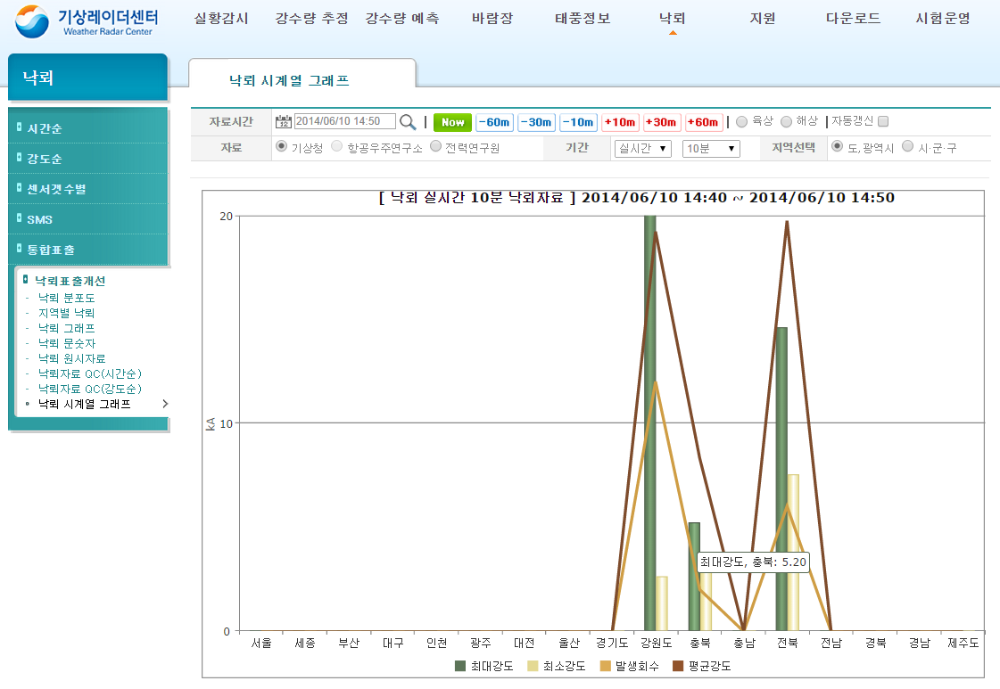 기상레이더센터
Weather Radar Center
실황감시 강수량 추정 강수량 예측 바람장 태풍정보 낙뢰 지원 다운로드 시험운영
낙뢰
낙뢰 시계열 그래프
시간순
강도순
센서갯수별
SMS
통합표출
낙뢰표출개선
- 낙뢰 분포도
- 지역별 낙뢰
- 낙뢰 그래프
- 낙뢰 문숫자
- 낙뢰 원시자료
- 낙뢰자료 QC(시간순)
- 낙뢰자료 QC(강도순)
낙뢰 시계열 그래프
자료시간 12 2014/06/10 14:50 | Now -60m -30m -10m +10m +30m +60m | 육상 해상 | 자동갱신
자료 기상청 항공우주연구소 전력연구원 기간 실시간 10분 지역선택 도,광역시 시·군·구
[ 낙뢰 실시간 10분 낙뢰자료 ] 2014/06/10 14:40 ~ 2014/06/10 14:50
20
kA
10
최대강도, 충북: 5.20
0
서울 세종 부산 대구 인천 광주 대전 울산 경기도 강원도 충북 충남 전북 전남 경북 경남 제주도
최대강도 최소강도 발생회수 평균강도